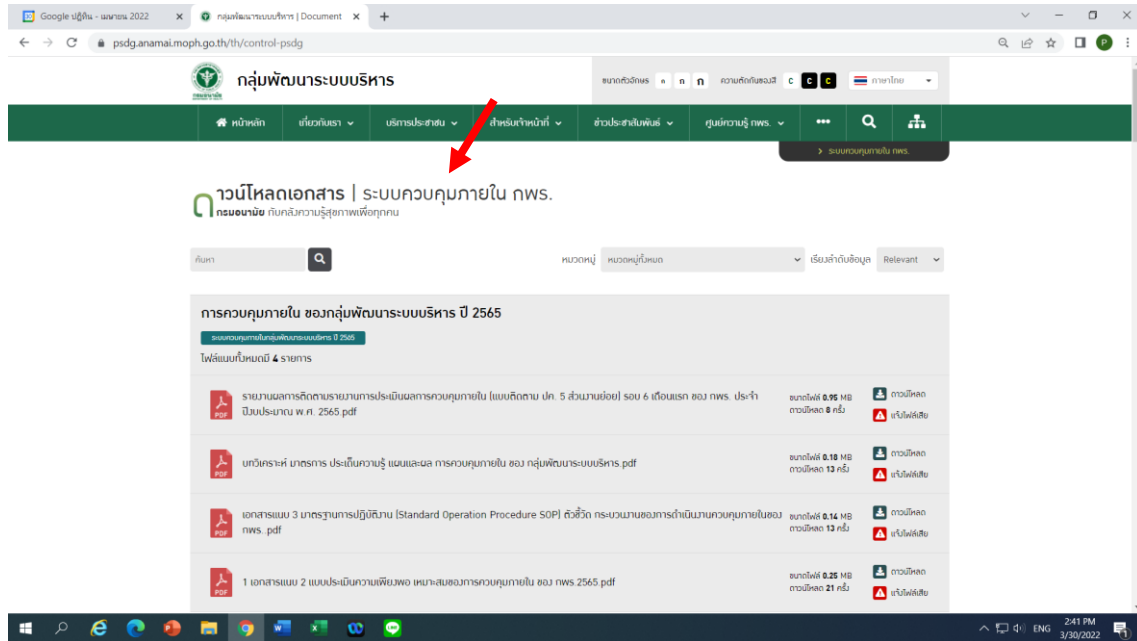 Google ปฏิทิน - เมษายน 2022
กลุ่มพัฒนาระบบบริหาร | Document
psdg.anamai.moph.go.th/th/control-psdg
P
กลุ่มพัฒนาระบบบริหาร
ขนาดตัวอักษร ก ก ก ความตัดกันของสี C C C ภาษาไทย
หน้าหลัก เกี่ยวกับเรา บริการประชาชน สำหรับเจ้าหน้าที่ ข่าวประชาสัมพันธ์ ศูนย์ความรู้ กพร. •••
ระบบควบคุมภายใน กพร.
ดาวน์โหลดเอกสาร | ระบบควบคุมภายใน กพร.
กรมอนามัย กับคลังความรู้สุขภาพเพื่อทุกคน
ค้นหา หมวดหมู่ หมวดหมู่ทั้งหมด เรียงลำดับข้อมูล Relevant
การควบคุมภายใน ของกลุ่มพัฒนาระบบบริหาร ปี 2565
ระบบควบคุมภายในกลุ่มพัฒนาระบบบริหาร ปี 2565
ไฟล์แนบทั้งหมดมี 4 รายการ
PDF
รายงานผลการติดตามรายงานการประเมินผลการควบคุมภายใน (แบบติดตาม ปค. 5 ส่วนงานย่อย) รอบ 6 เดือนแรก ของ กพร. ประจำ
ปีงบประมาณ พ.ศ. 2565.pdf
ขนาดไฟล์ 0.95 MB
ดาวน์โหลด 8 ครั้ง
ดาวน์โหลด
แจ้งไฟล์เสีย
PDF
บทวิเคราะห์ มาตรการ ประเด็นความรู้ แผนและผล การควบคุมภายใน ของ กลุ่มพัฒนาระบบบริหาร.pdf
ขนาดไฟล์ 0.18 MB
ดาวน์โหลด 13 ครั้ง
ดาวน์โหลด
แจ้งไฟล์เสีย
PDF
เอกสารแนบ 3 มาตรฐานการปฏิบัติงาน (Standard Operation Procedure SOP) ตัวชี้วัด กระบวนงานของการดำเนินงานควบคุมภายในของ
กพร..pdf
ขนาดไฟล์ 0.14 MB
ดาวน์โหลด 13 ครั้ง
ดาวน์โหลด
แจ้งไฟล์เสีย
PDF
1 เอกสารแนบ 2 แบบประเมินความเพียงพอ เหมาะสมของการควบคุมภายใน ของ กพร.2565.pdf
ขนาดไฟล์ 0.25 MB
ดาวน์โหลด 21 ครั้ง
ดาวน์โหลด
แจ้งไฟล์เสีย
ENG
2:41 PM
3/30/2022